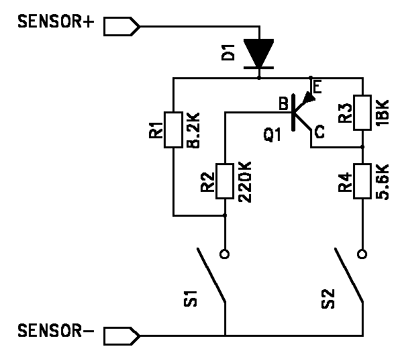 SENSOR+
D1
E
B
R3
18K
R1
8.2K
Q1
C
R2
220K
R4
5.6K
S1
S2
SENSOR-